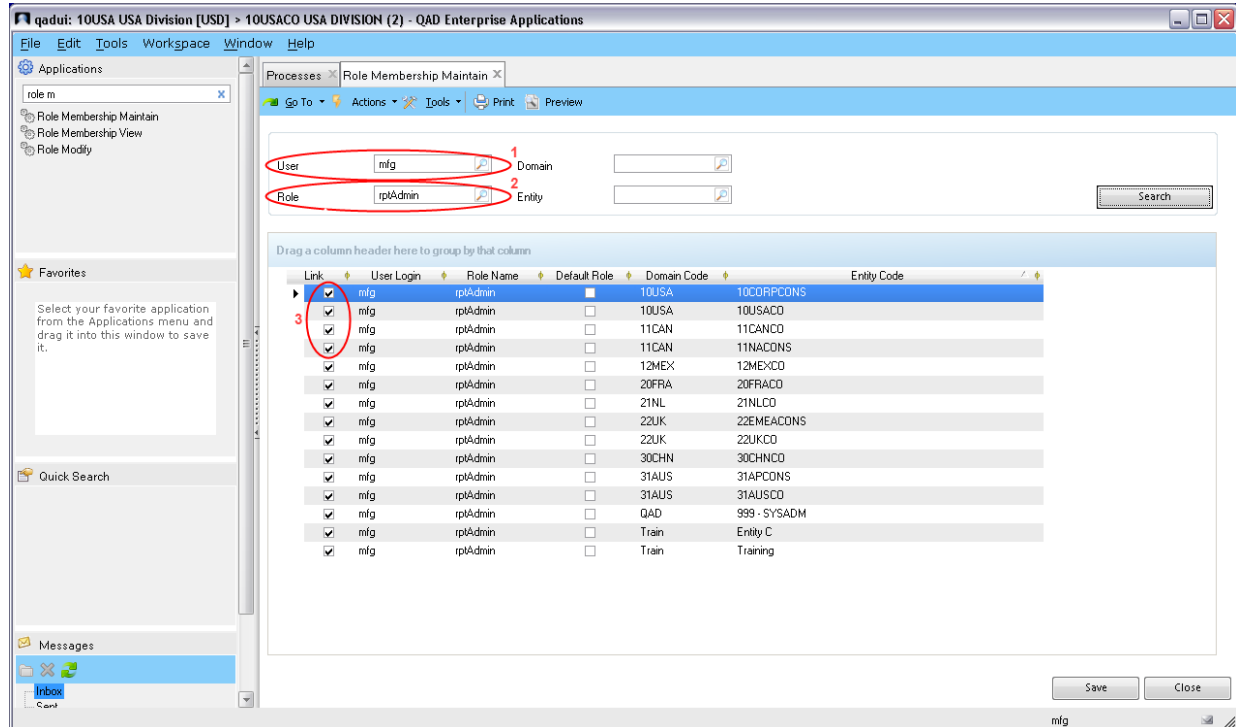 qadui: 10USA USA Division [USD] > 10USACO USA DIVISION (2) - QAD Enterprise Applications
File Edit Tools Workspace Window Help
Applications
role m
Role Membership Maintain
Role Membership View
Role Modify
Favorites
Select your favorite application
from the Applications menu and
drag it into this window to save
it.
Quick Search
Messages
Inbox
Sent
Processes Role Membership Maintain
Go To Actions Tools Print Preview
User mfg 1 Domain
Role rptAdmin 2 Entity
Search
Drag a column header here to group by that column
Link User Login Role Name Default Role Domain Code Entity Code
mfg rptAdmin 10USA 10CORPCONS
3 mfg rptAdmin 10USA 10USACO
mfg rptAdmin 11CAN 11CANCO
mfg rptAdmin 11CAN 11NACONS
mfg rptAdmin 12MEX 12MEXCO
mfg rptAdmin 20FRA 20FRACO
mfg rptAdmin 21NL 21NLCO
mfg rptAdmin 22UK 22EMEACONS
mfg rptAdmin 22UK 22UKCO
mfg rptAdmin 30CHN 30CHNCO
mfg rptAdmin 31AUS 31APCONS
mfg rptAdmin 31AUS 31AUSCO
mfg rptAdmin QAD 999 - SYSADM
mfg rptAdmin Train Entity C
mfg rptAdmin Train Training
Save Close
mfg